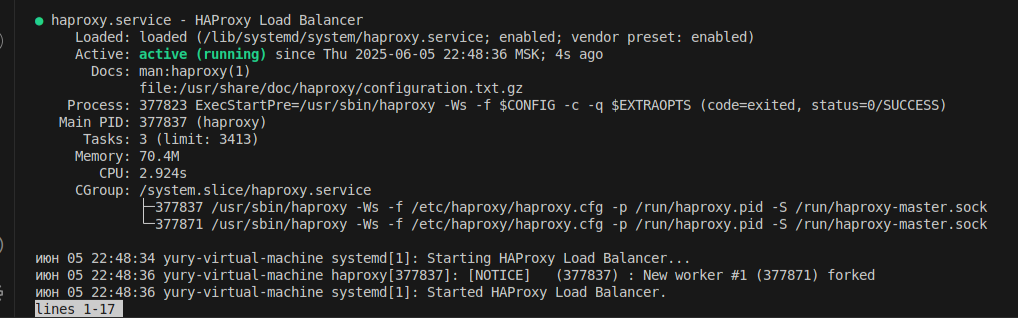 ● haproxy.service - HAProxy Load Balancer
Loaded: loaded (/lib/systemd/system/haproxy.service; enabled; vendor preset: enabled)
Active: active (running) since Thu 2025-06-05 22:48:36 MSK; 4s ago
Docs: man:haproxy(1)
file:/usr/share/doc/haproxy/configuration.txt.gz
Process: 377823 ExecStartPre=/usr/sbin/haproxy -Ws -f $CONFIG -c -q $EXTRAOPTS (code=exited, status=0/SUCCESS)
Main PID: 377837 (haproxy)
Tasks: 3 (limit: 3413)
Memory: 70.4M
CPU: 2.924s
CGroup: /system.slice/haproxy.service
├─377837 /usr/sbin/haproxy -Ws -f /etc/haproxy/haproxy.cfg -p /run/haproxy.pid -S /run/haproxy-master.sock
└─377871 /usr/sbin/haproxy -Ws -f /etc/haproxy/haproxy.cfg -p /run/haproxy.pid -S /run/haproxy-master.sock
июн 05 22:48:34 yury-virtual-machine systemd[1]: Starting HAProxy Load Balancer...
июн 05 22:48:36 yury-virtual-machine haproxy[377837]: [NOTICE]   (377837) : New worker #1 (377871) forked
июн 05 22:48:36 yury-virtual-machine systemd[1]: Started HAProxy Load Balancer.
lines 1-17